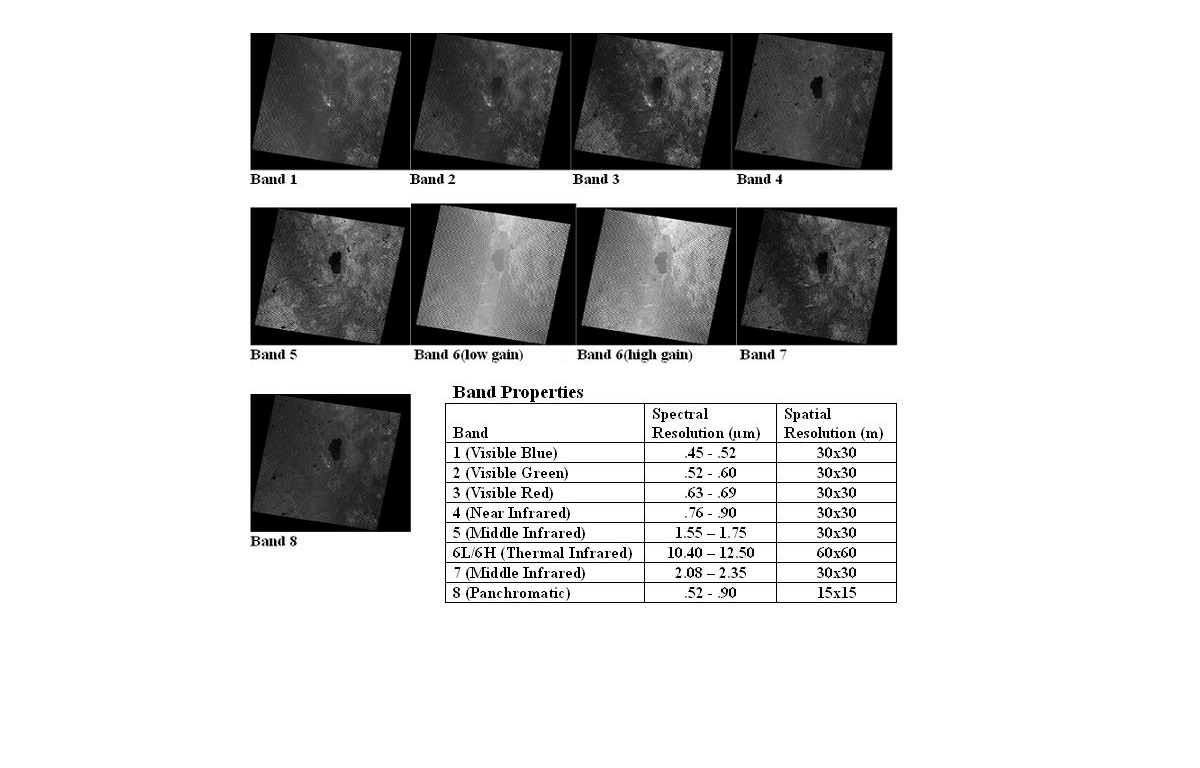 Band 1 Band 2 Band 3 Band 4
Band 5 Band 6(low gain) Band 6(high gain) Band 7
Band 8
Band Properties
Band Spectral Resolution (μm) Spatial Resolution (m)
1 (Visible Blue) .45 - .52 30x30
2 (Visible Green) .52 - .60 30x30
3 (Visible Red) .63 - .69 30x30
4 (Near Infrared) .76 - .90 30x30
5 (Middle Infrared) 1.55 – 1.75 30x30
6L/6H (Thermal Infrared) 10.40 – 12.50 60x60
7 (Middle Infrared) 2.08 – 2.35 30x30
8 (Panchromatic) .52 - .90 15x15